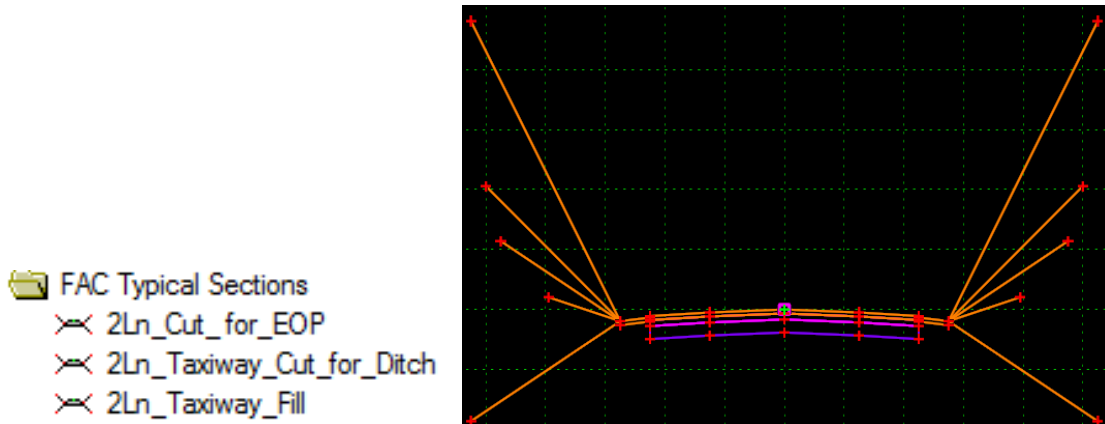 FAC Typical Sections
2Ln_Cut_for_EOP
2Ln_Taxiway_Cut_for_Ditch
2Ln_Taxiway_Fill